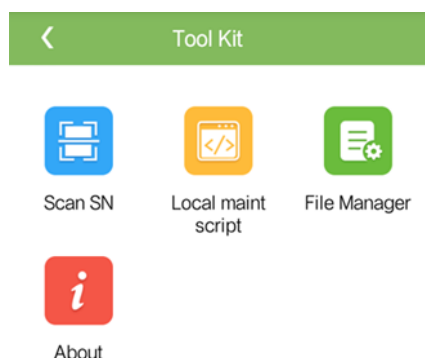 Tool Kit
Scan SN
Local maint
script
File Manager
About